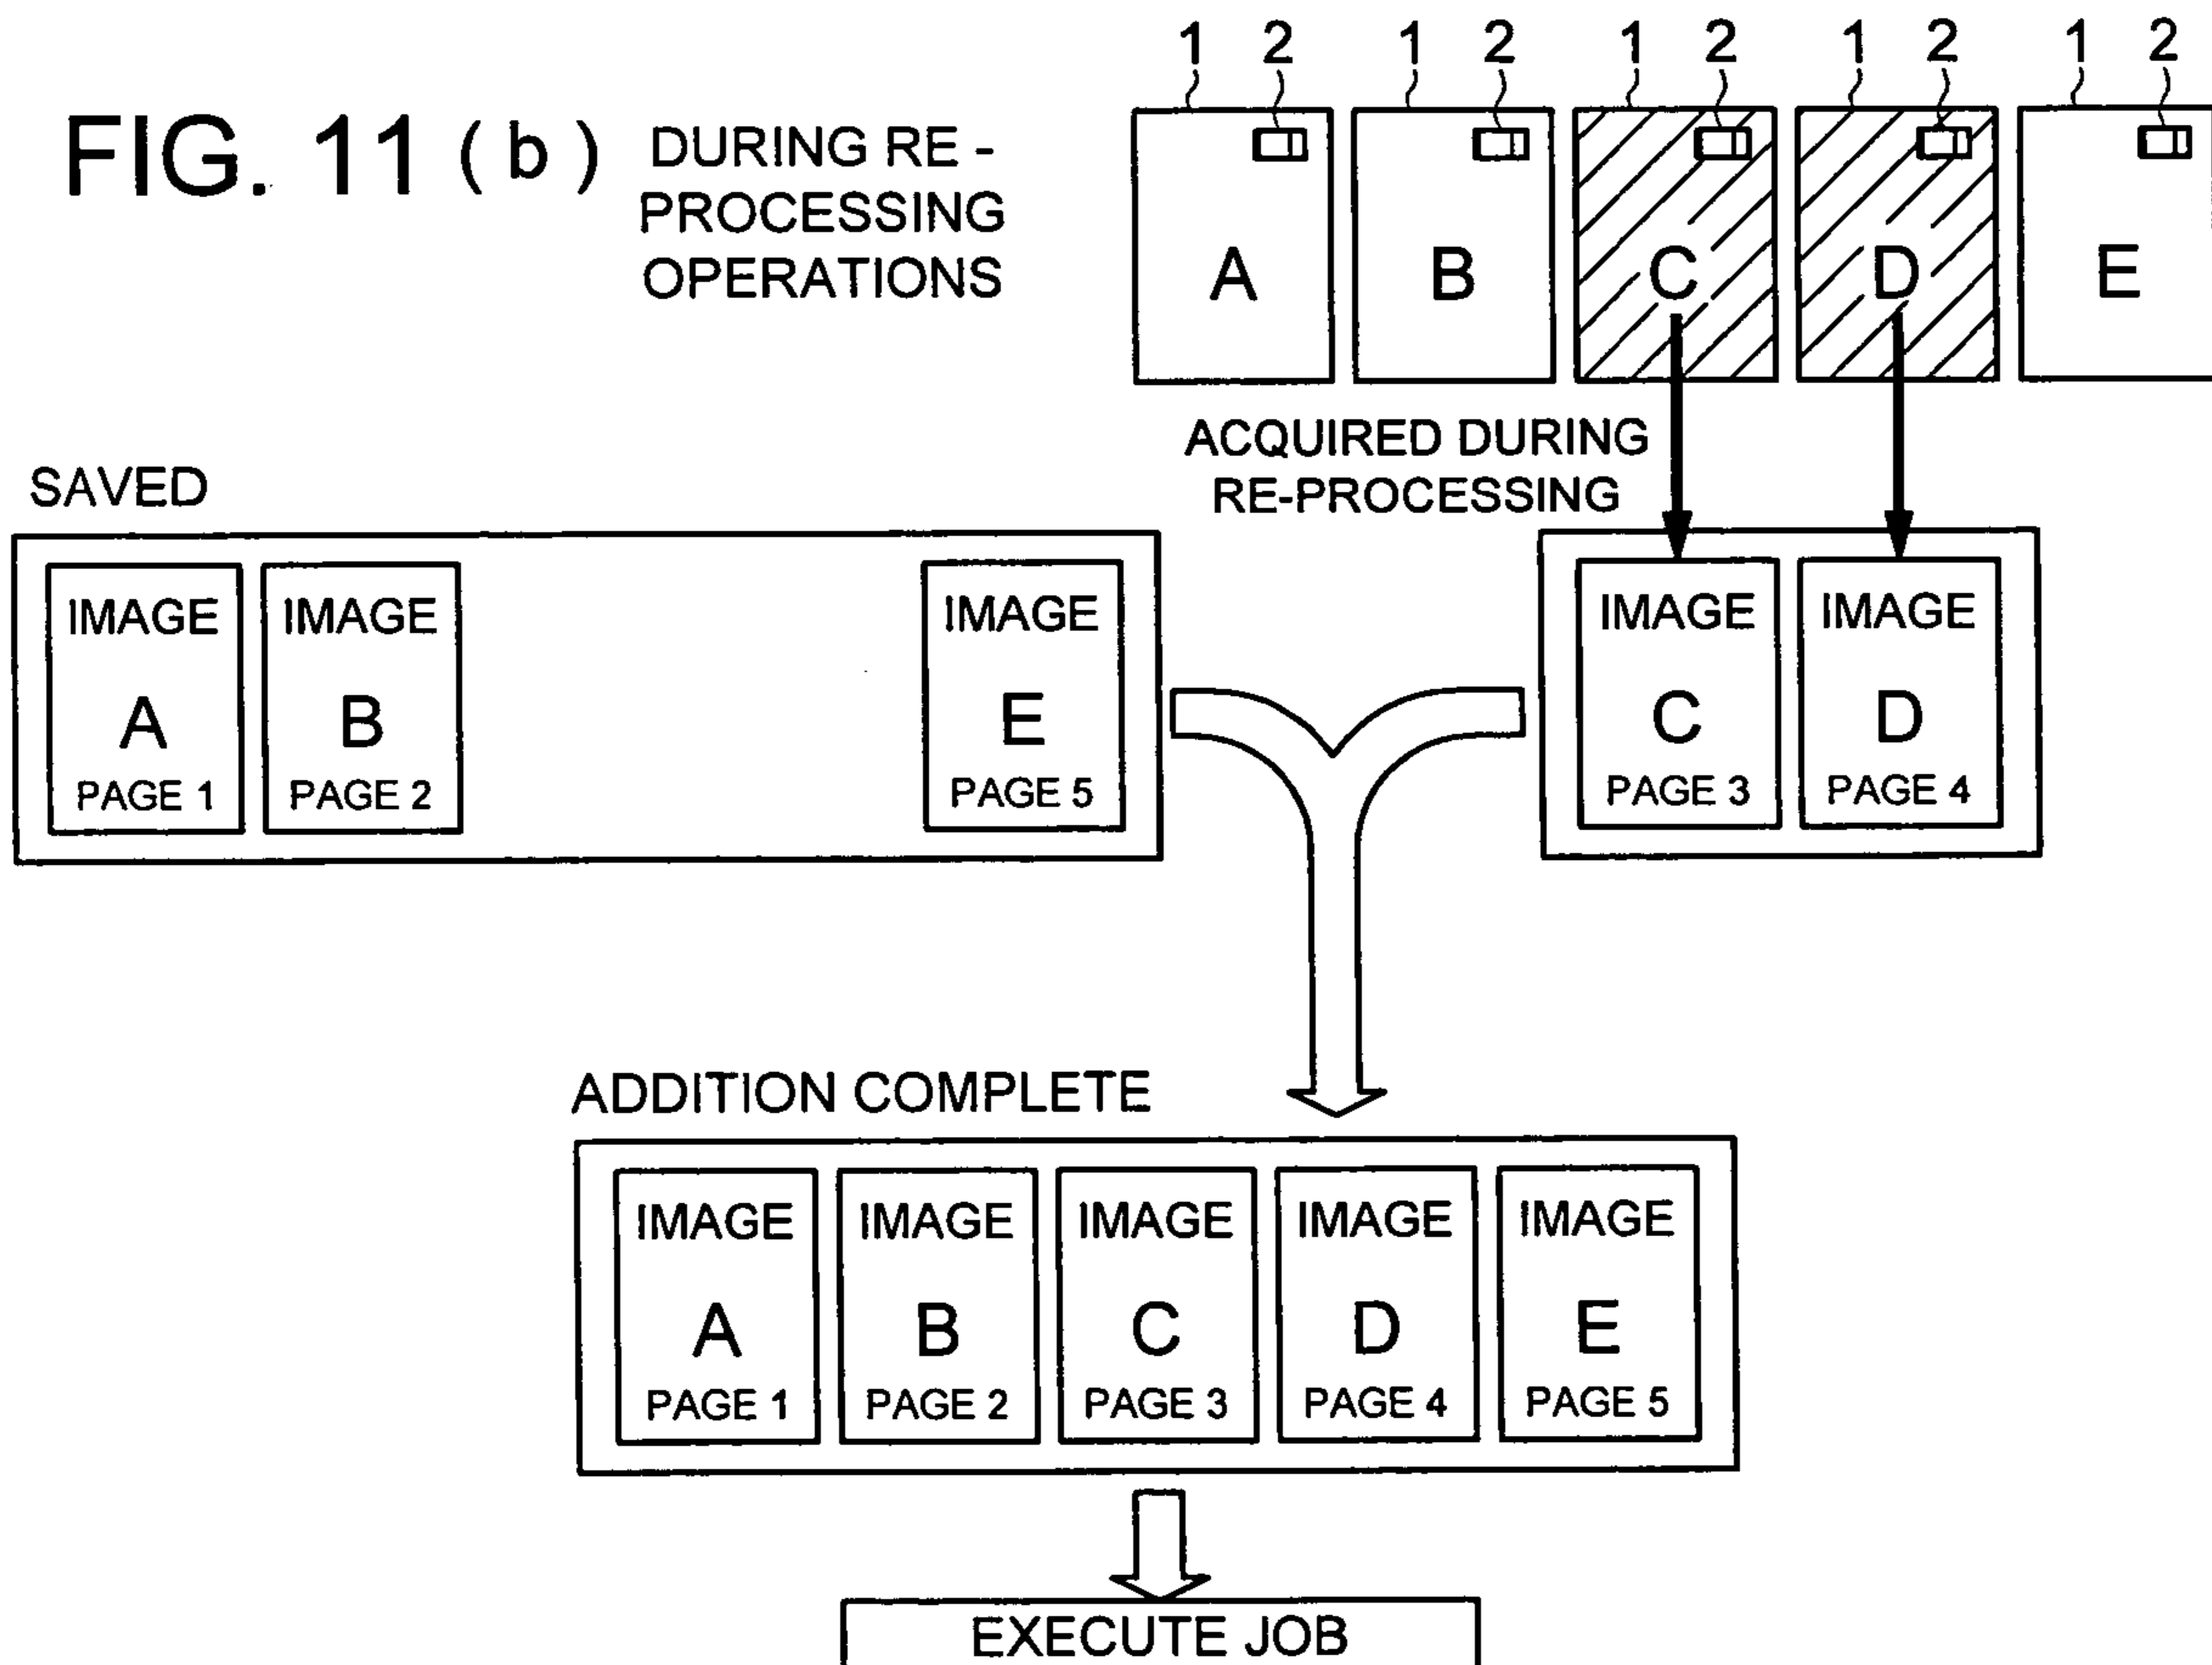 1 2 1 2 1 2 1 2 1 2
FIG. 11 (b)
DURING RE-
PROCESSING
OPERATIONS
A B C D E
ACQUIRED DURING
RE-PROCESSING
SAVED
IMAGE IMAGE IMAGE
A B E
PAGE 1 PAGE 2 PAGE 5
IMAGE IMAGE
C D
PAGE 3 PAGE 4
ADDITION COMPLETE
IMAGE IMAGE IMAGE IMAGE IMAGE
A B C D E
PAGE 1 PAGE 2 PAGE 3 PAGE 4 PAGE 5
EXECUTE JOB